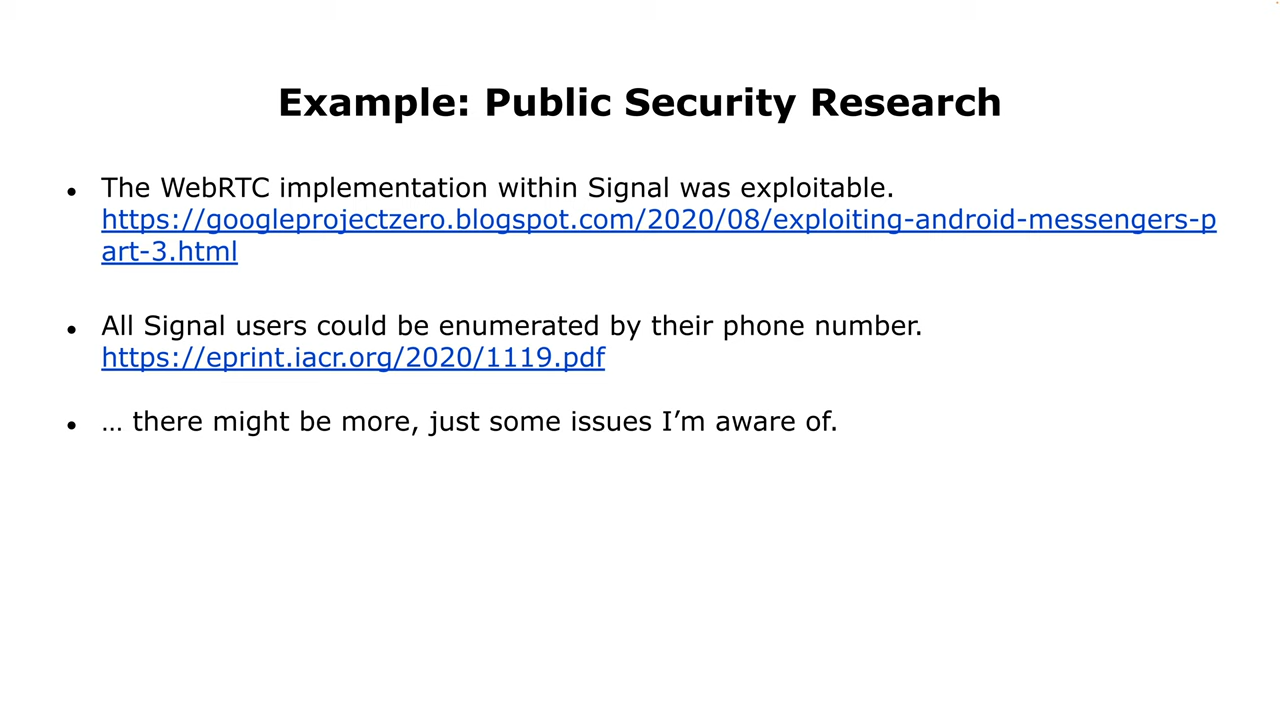 Example: Public Security Research
● The WebRTC implementation within Signal was exploitable.
https://googleprojectzero.blogspot.com/2020/08/exploiting-android-messengers-p
art-3.html
● All Signal users could be enumerated by their phone number.
https://eprint.iacr.org/2020/1119.pdf
● … there might be more, just some issues I’m aware of.